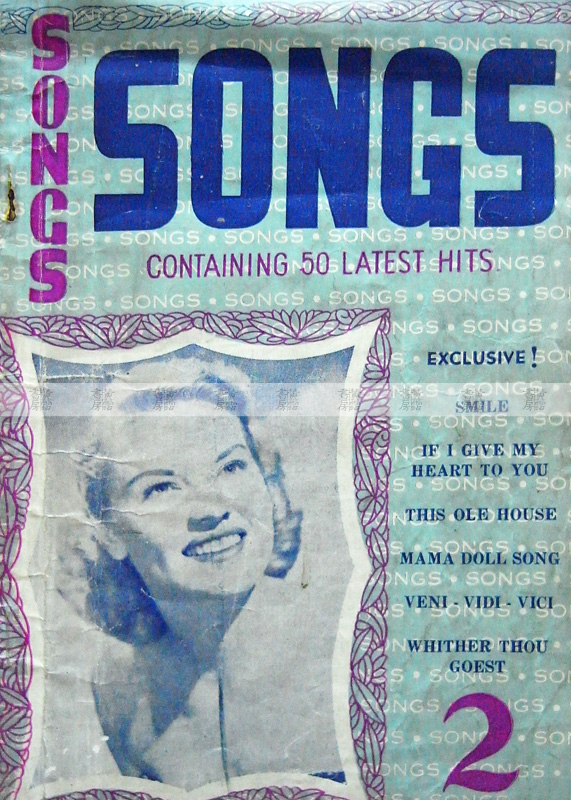 SONGS
SONGS
CONTAINING 50 LATEST HITS.
EXCLUSIVE!
SMILE
IF I GIVE MY
HEART TO YOU
THIS OLE HOUSE
MAMA DOLL SONG
VENI - VIDI - VICI
WHITHER THOU
GOEST
2